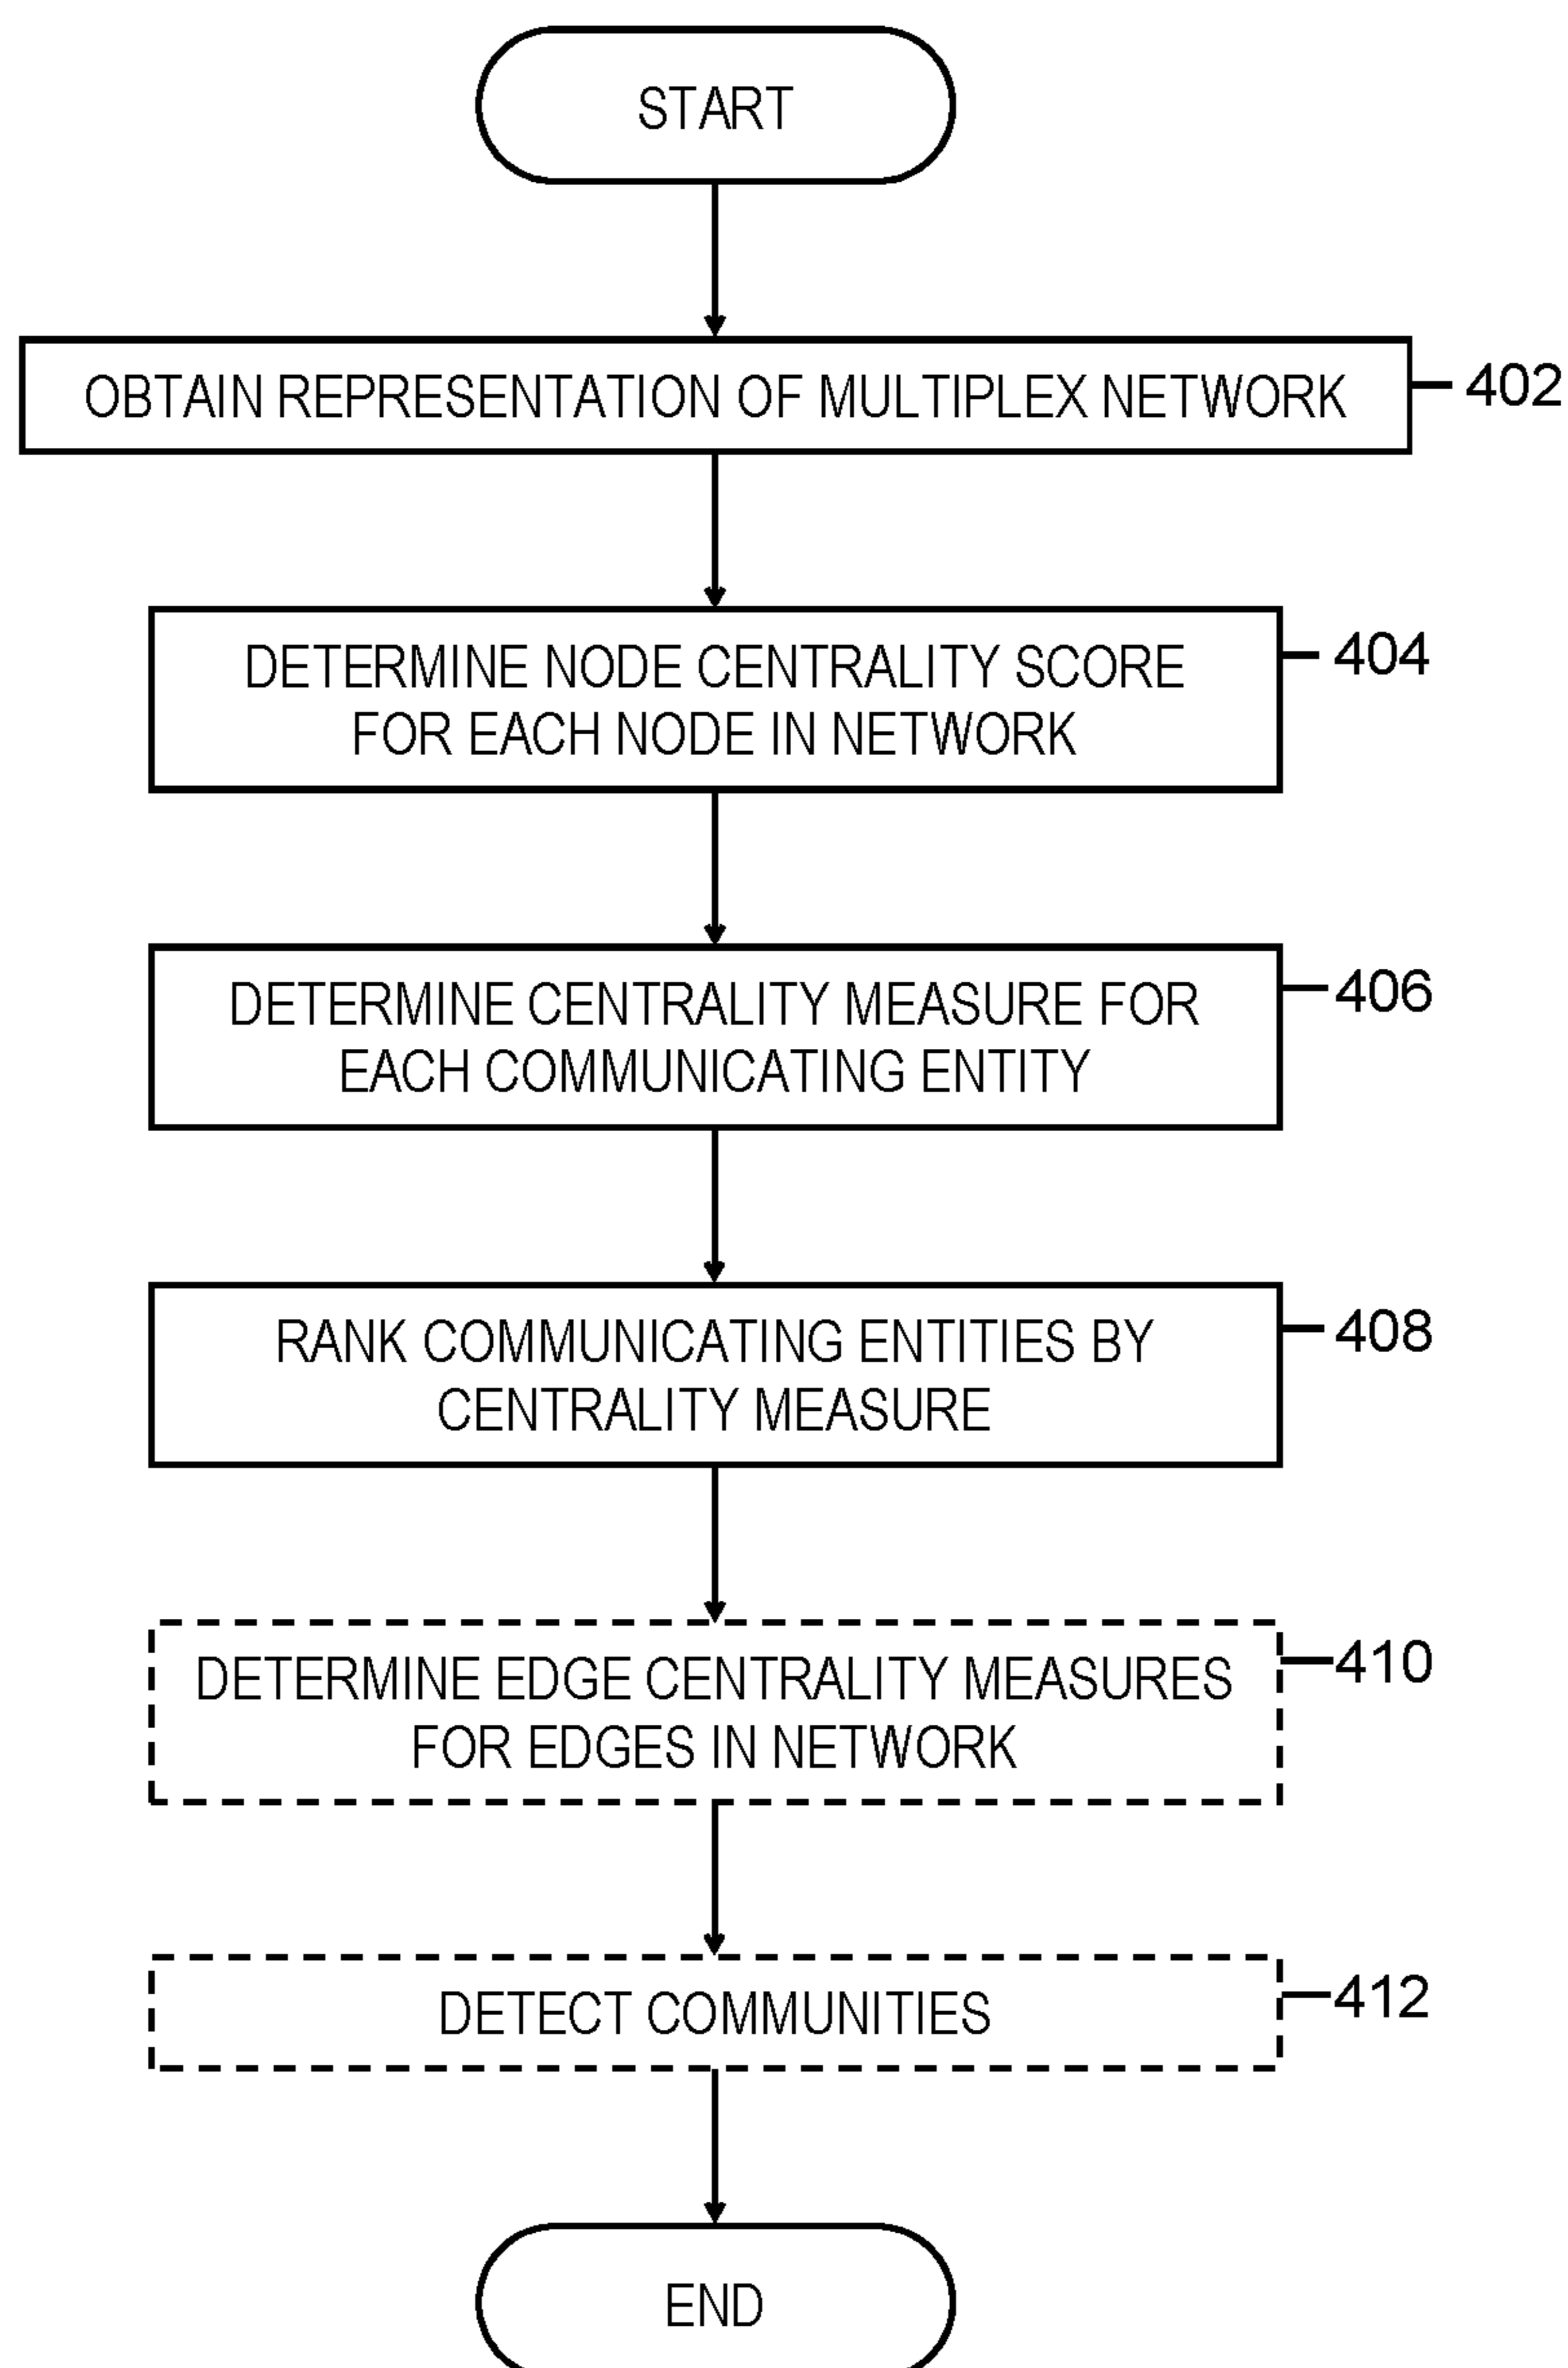 START
OBTAIN REPRESENTATION OF MULTIPLEX NETWORK
402
DETERMINE NODE CENTRALITY SCORE
FOR EACH NODE IN NETWORK
404
DETERMINE CENTRALITY MEASURE FOR
EACH COMMUNICATING ENTITY
406
RANK COMMUNICATING ENTITIES BY
CENTRALITY MEASURE
408
DETERMINE EDGE CENTRALITY MEASURES
FOR EDGES IN NETWORK
410
DETECT COMMUNITIES
412
END